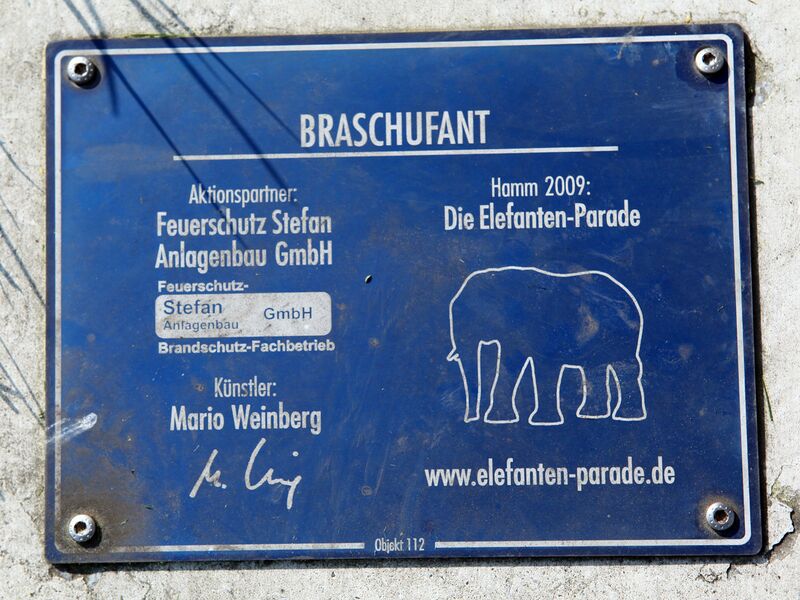 BRASCHUFANT
Aktionspartner:
Feuerschutz Stefan
Anlagenbau GmbH
Feuerschutz-
Stefan GmbH
Anlagenbau
Brandschutz-Fachbetrieb
Künstler:
Mario Weinberg
Hamm 2009:
Die Elefanten-Parade
www.elefanten-parade.de
Objekt 112